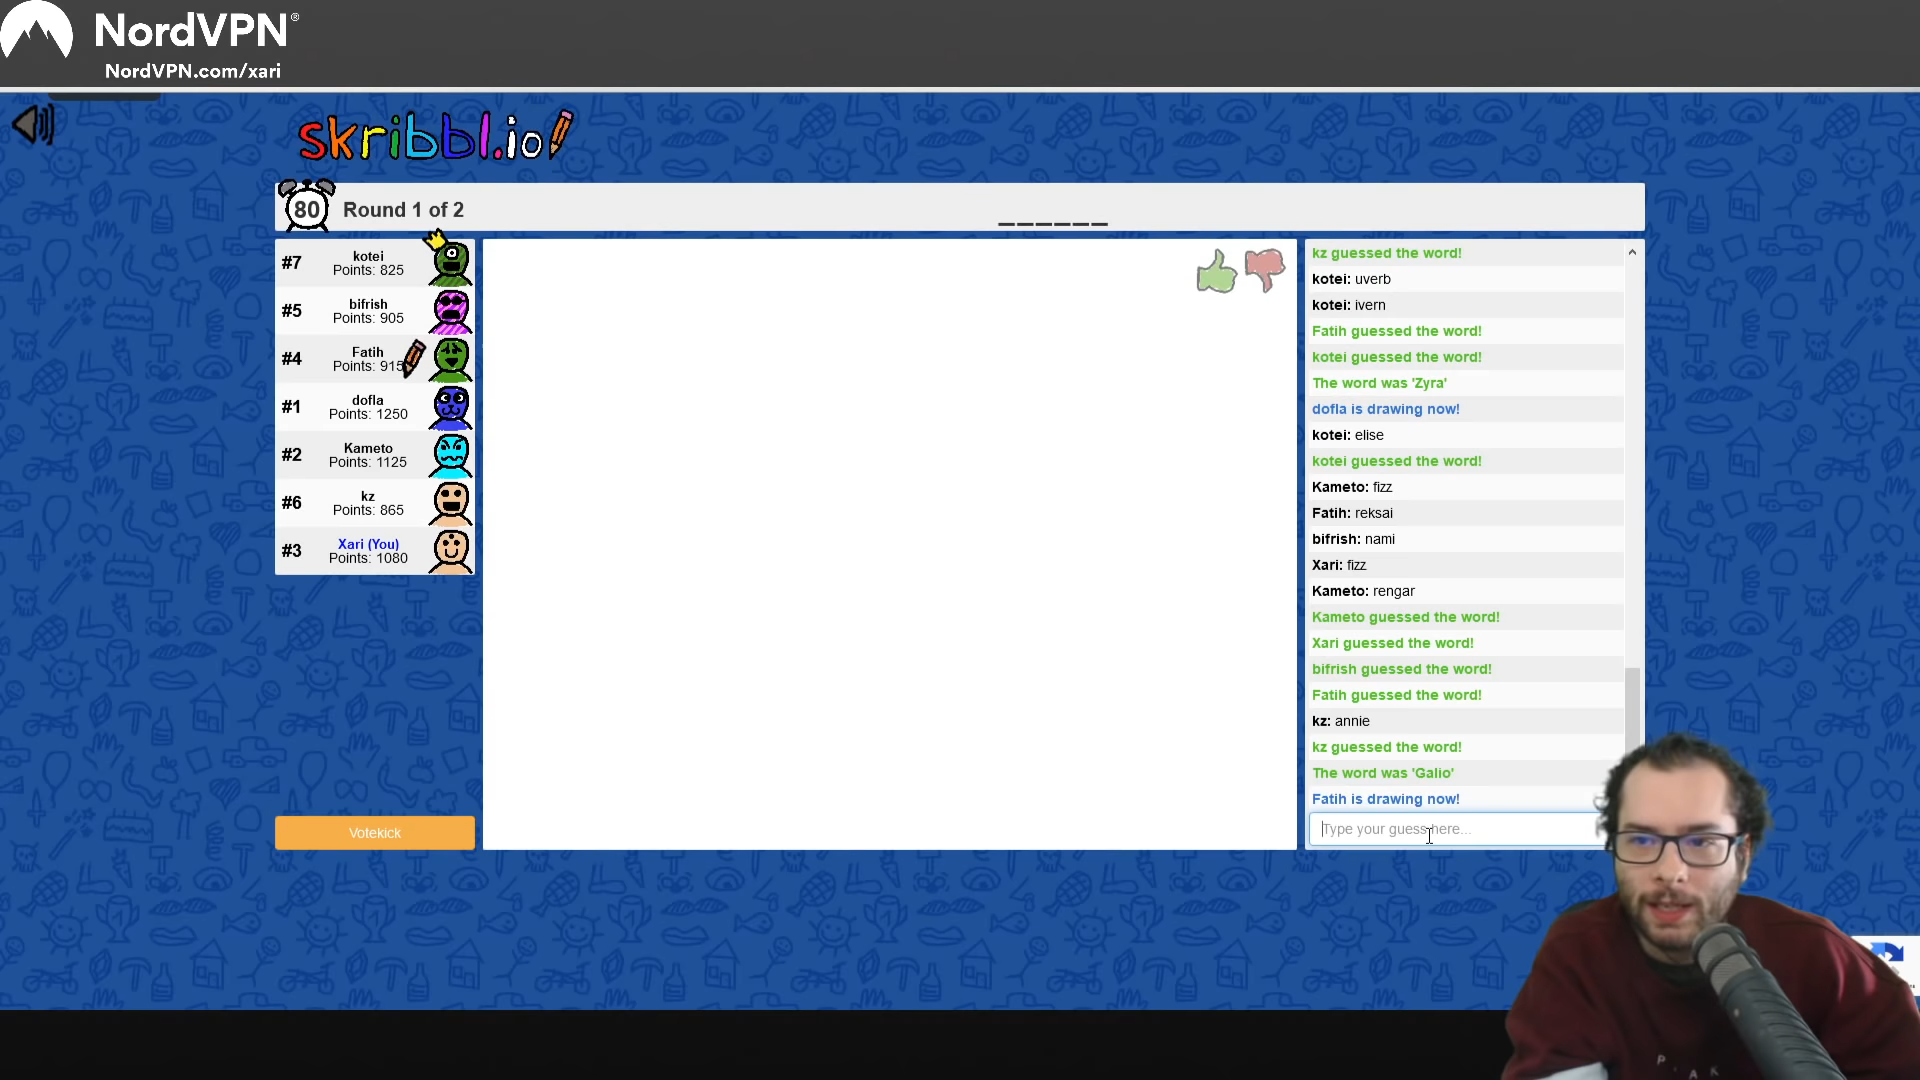 NordVPN®
NordVPN.com/xari
skribbl.io
80
Round 1 of 2
______
#7
kotei
Points: 825
#5
bifrish
Points: 905
#4
Fatih
Points: 915
#1
dofla
Points: 1250
#2
Kameto
Points: 1125
#6
kz
Points: 865
#3
Xari (You)
Points: 1080
Votekick
kz guessed the word!
kotei: uverb
kotei: ivern
Fatih guessed the word!
kotei guessed the word!
The word was 'Zyra'
dofla is drawing now!
kotei: elise
kotei guessed the word!
Kameto: fizz
Fatih: reksai
bifrish: nami
Xari: fizz
Kameto: rengar
Kameto guessed the word!
Xari guessed the word!
bifrish guessed the word!
Fatih guessed the word!
kz: annie
kz guessed the word!
The word was 'Galio'
Fatih is drawing now!
Type your guess here...